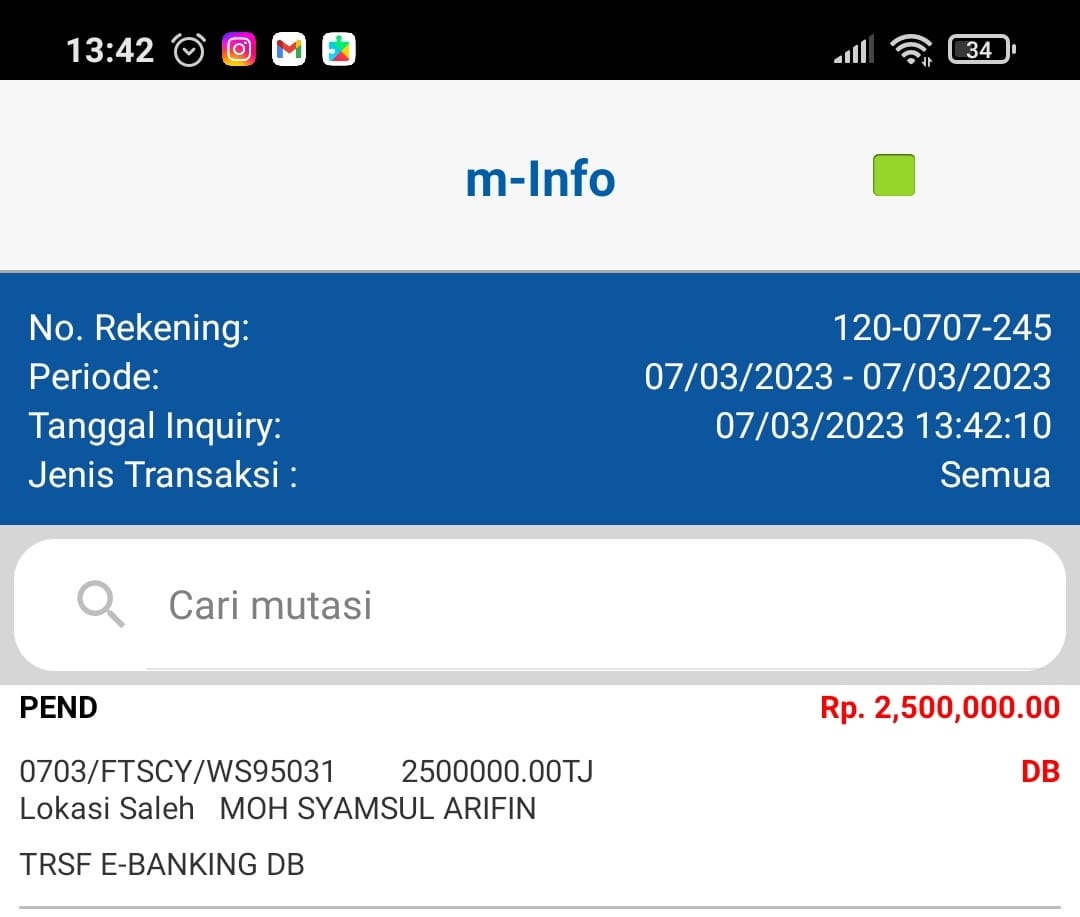 13:42 34
m-Info
No. Rekening: 120-0707-245
Periode: 07/03/2023 - 07/03/2023
Tanggal Inquiry: 07/03/2023 13:42:10
Jenis Transaksi : Semua
Cari mutasi
PEND Rp. 2,500,000.00
0703/FTSCY/WS95031 2500000.00TJ DB
Lokasi Saleh MOH SYAMSUL ARIFIN
TRSF E-BANKING DB